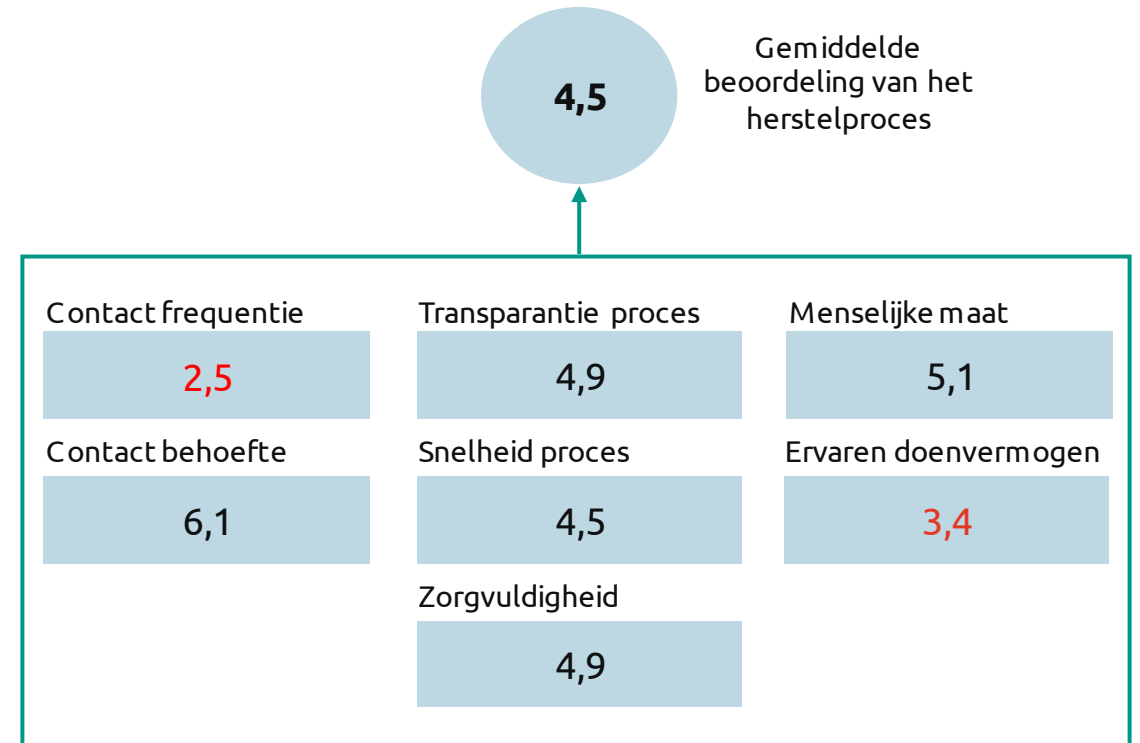 4,5
Gemiddelde
beoordeling van het
herstelproces
Contact frequentie
2,5
Transparantie proces
4,9
Menselijke maat
5,1
Contact behoefte
6,1
Snelheid proces
4,5
Ervaren doenvermogen
3,4
Zorgvuldigheid
4,9